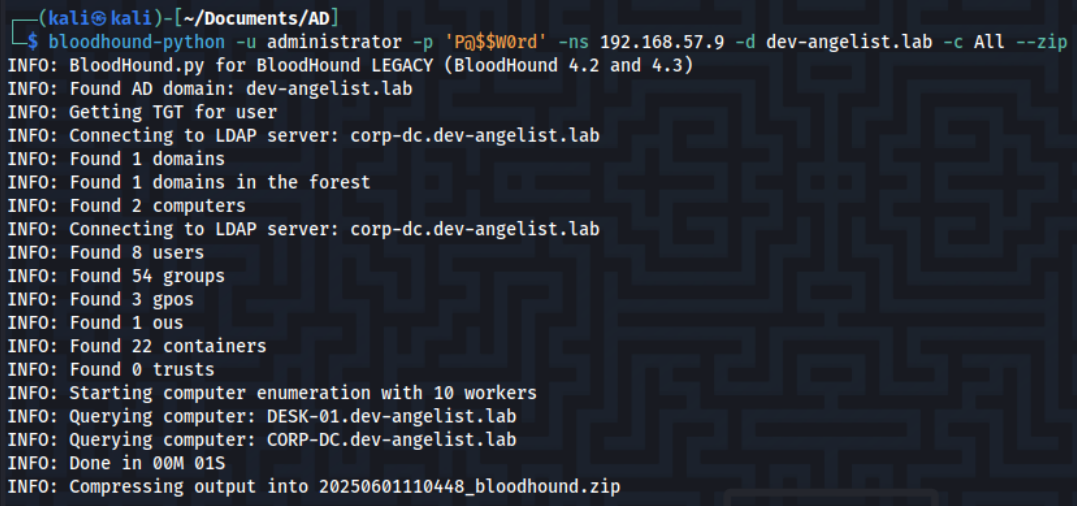 ┌──(kali㉿kali)-[~/Documents/AD]
└─$ bloodhound-python -u administrator -p 'P@$$W0rd' -ns 192.168.57.9 -d dev-angelist.lab -c All --zip
INFO: BloodHound.py for BloodHound LEGACY (BloodHound 4.2 and 4.3)
INFO: Found AD domain: dev-angelist.lab
INFO: Getting TGT for user
INFO: Connecting to LDAP server: corp-dc.dev-angelist.lab
INFO: Found 1 domains
INFO: Found 1 domains in the forest
INFO: Found 2 computers
INFO: Connecting to LDAP server: corp-dc.dev-angelist.lab
INFO: Found 8 users
INFO: Found 54 groups
INFO: Found 3 gpos
INFO: Found 1 ous
INFO: Found 22 containers
INFO: Found 0 trusts
INFO: Starting computer enumeration with 10 workers
INFO: Querying computer: DESK-01.dev-angelist.lab
INFO: Querying computer: CORP-DC.dev-angelist.lab
INFO: Done in 00M 01S
INFO: Compressing output into 20250601110448_bloodhound.zip